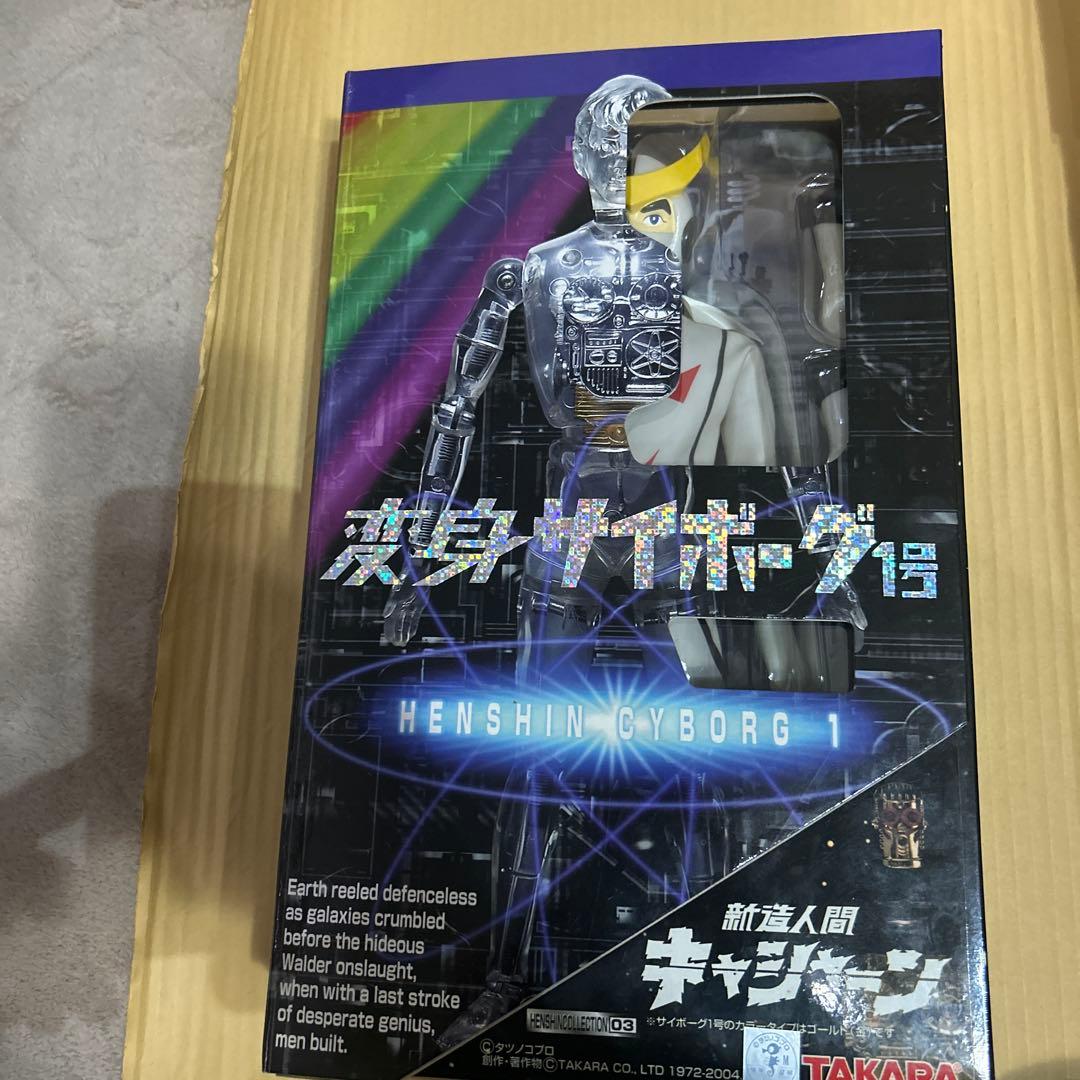 変身サイボーグ1号
HENSHIN CYBORG 1
Earth reeled defenceless
as galaxies crumbled
before the hideous
Walder onslaught,
when with a last stroke
of desperate genius,
men built.
新造人間
キャシャーン
HENSHIN COLLECTION 03
※サイボーグ1号のカラータイプはゴールド(金)です
©タツノコプロ
創作・著作物©TAKARA CO., LTD 1972-2004
TAKARA